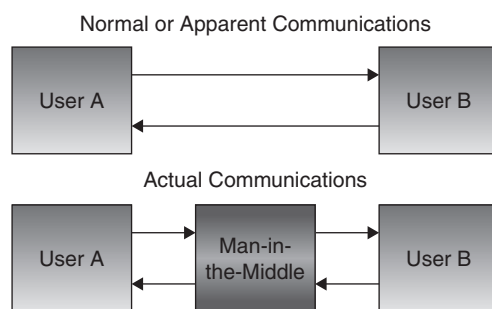 Normal or Apparent Communications
User A
User B
Actual Communications
User A
Man-in-
the-Middle
User B